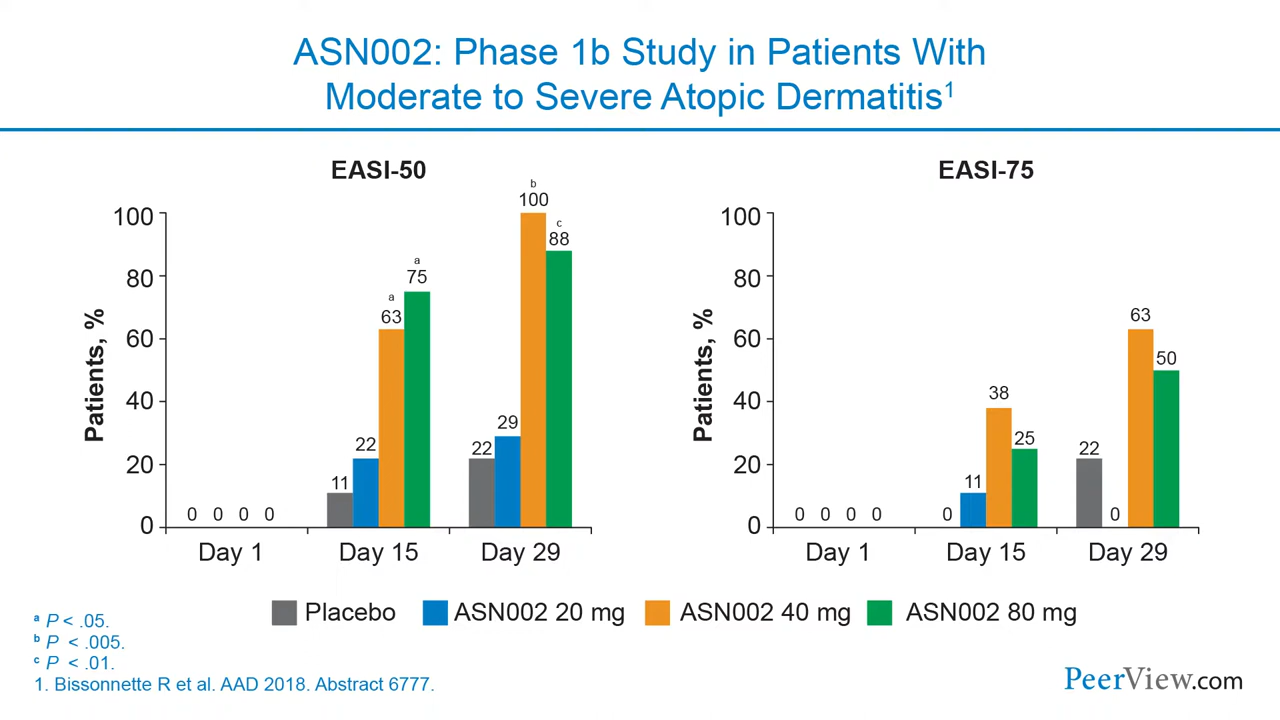 ASN002: Phase 1b Study in Patients With
Moderate to Severe Atopic Dermatitis¹
EASI-50
Patients, %
100
80
60
40
20
0
0 0 0 0
11
22
63
a
75
a
22
29
100
b
88
c
Day 1
Day 15
Day 29
EASI-75
Patients, %
100
80
60
40
20
0
0 0 0 0
0
11
38
25
22
0
63
50
Day 1
Day 15
Day 29
Placebo
ASN002 20 mg
ASN002 40 mg
ASN002 80 mg
a P < .05.
b P < .005.
c P < .01.
1. Bissonnette R et al. AAD 2018. Abstract 6777.
PeerView.com